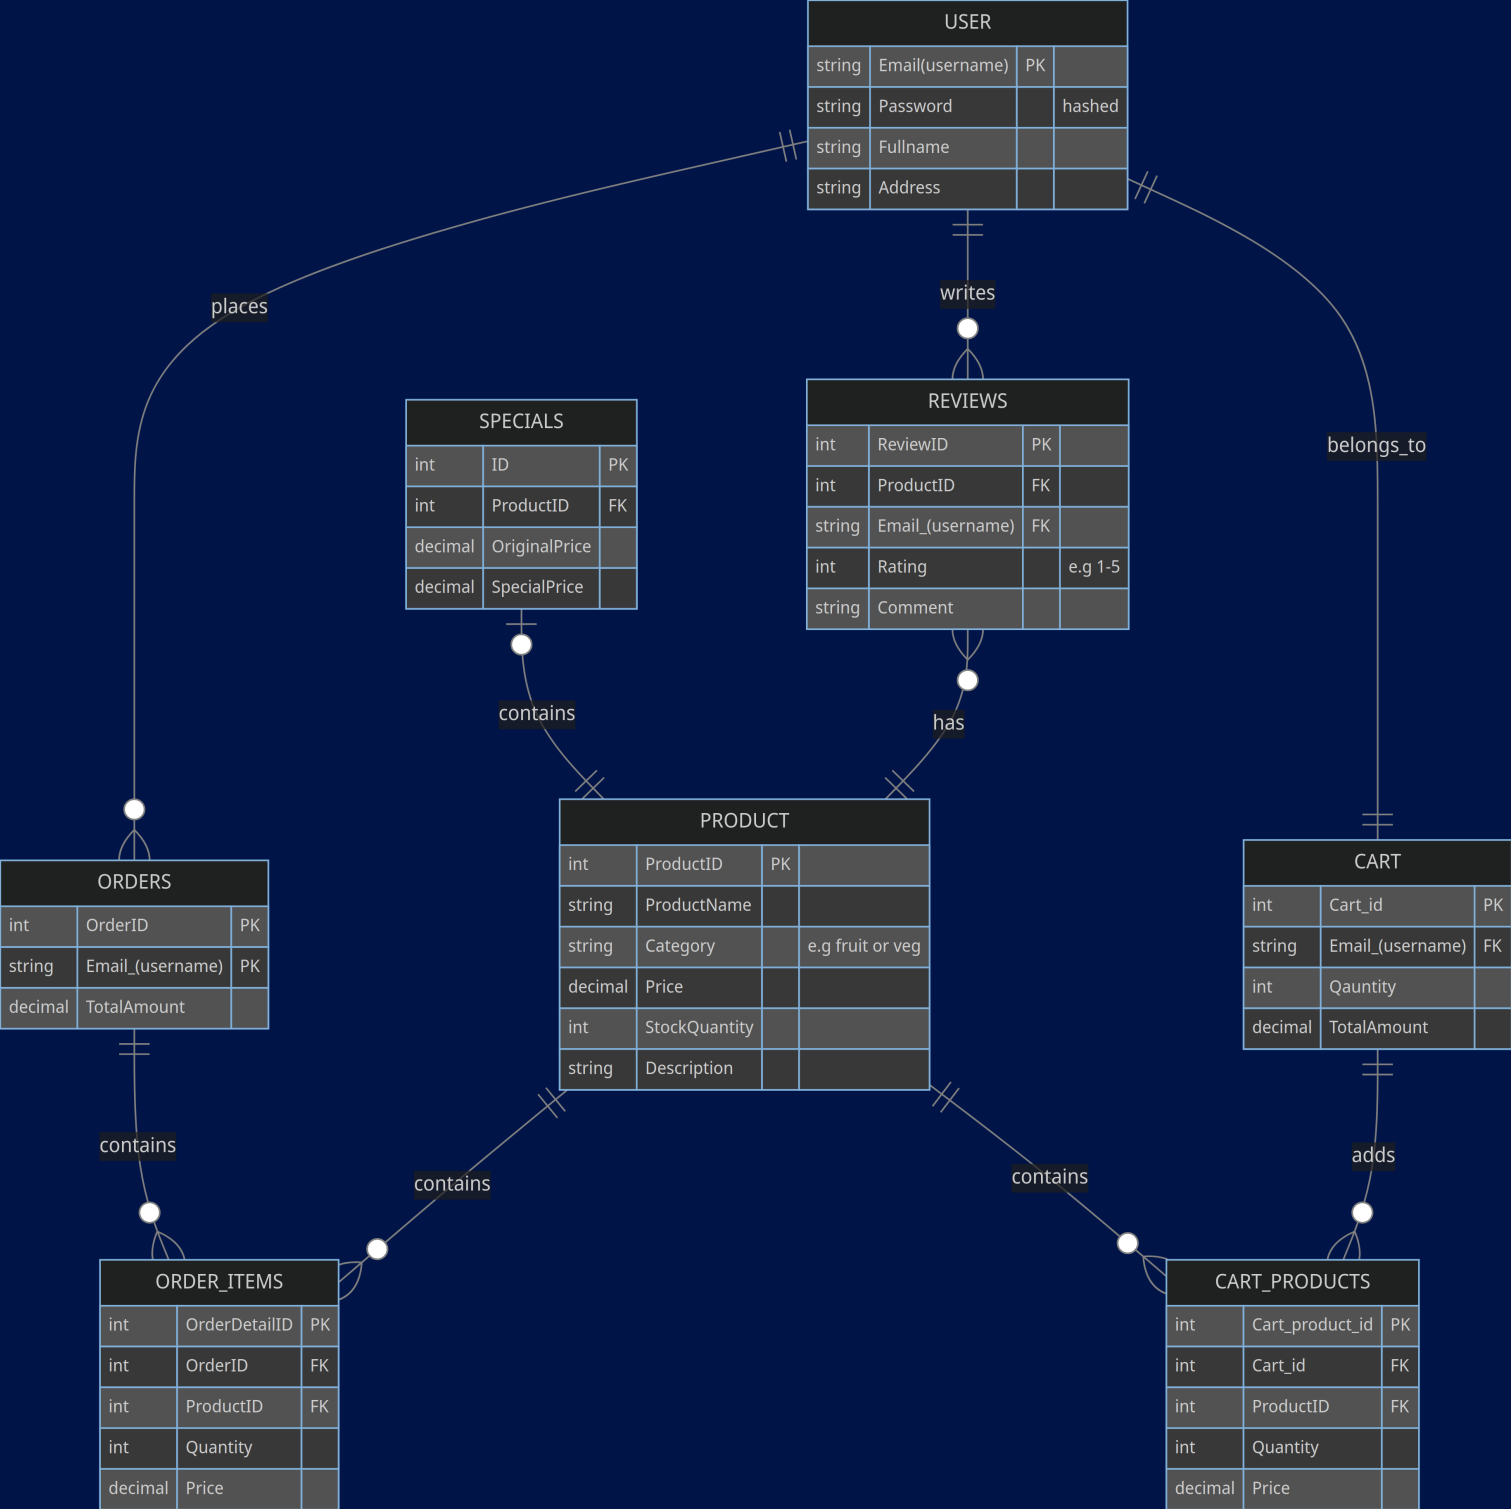 USER
string Email(username) PK
string Password hashed
string Fullname
string Address
places
writes
belongs_to
SPECIALS
int ID PK
int ProductID FK
decimal OriginalPrice
decimal SpecialPrice
REVIEWS
int ReviewID PK
int ProductID FK
string Email_(username) FK
int Rating e.g 1-5
string Comment
contains
has
PRODUCT
int ProductID PK
string ProductName
string Category e.g fruit or veg
decimal Price
int StockQuantity
string Description
ORDERS
int OrderID PK
string Email_(username) PK
decimal TotalAmount
CART
int Cart_id PK
string Email_(username) FK
int Qauntity
decimal TotalAmount
contains
contains
contains
adds
ORDER_ITEMS
int OrderDetailID PK
int OrderID FK
int ProductID FK
int Quantity
decimal Price
CART_PRODUCTS
int Cart_product_id PK
int Cart_id FK
int ProductID FK
int Quantity
decimal Price